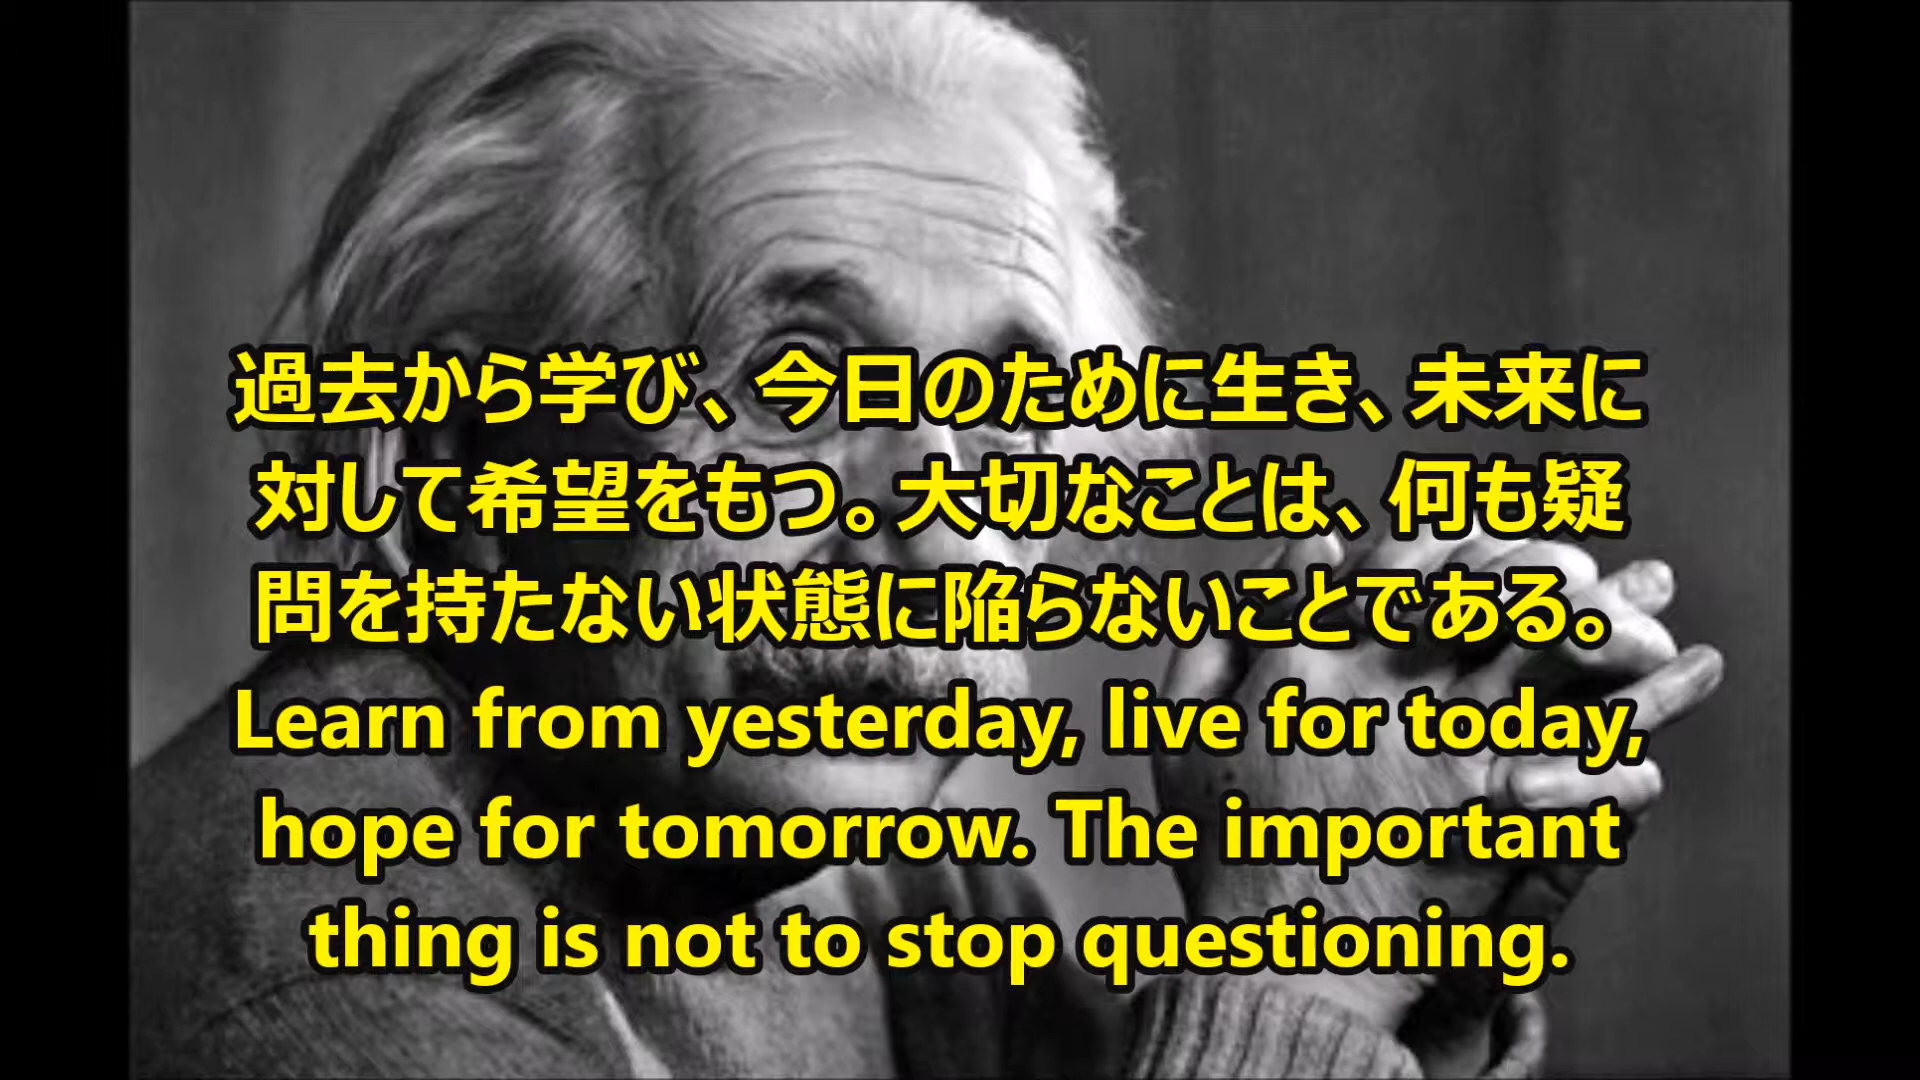 過去から学び、今日のために生き、未来に
対して希望をもつ。大切なことは、何も疑
問を持たない状態に陥らないことである。
Learn from yesterday, live for today,
hope for tomorrow. The important
thing is not to stop questioning.